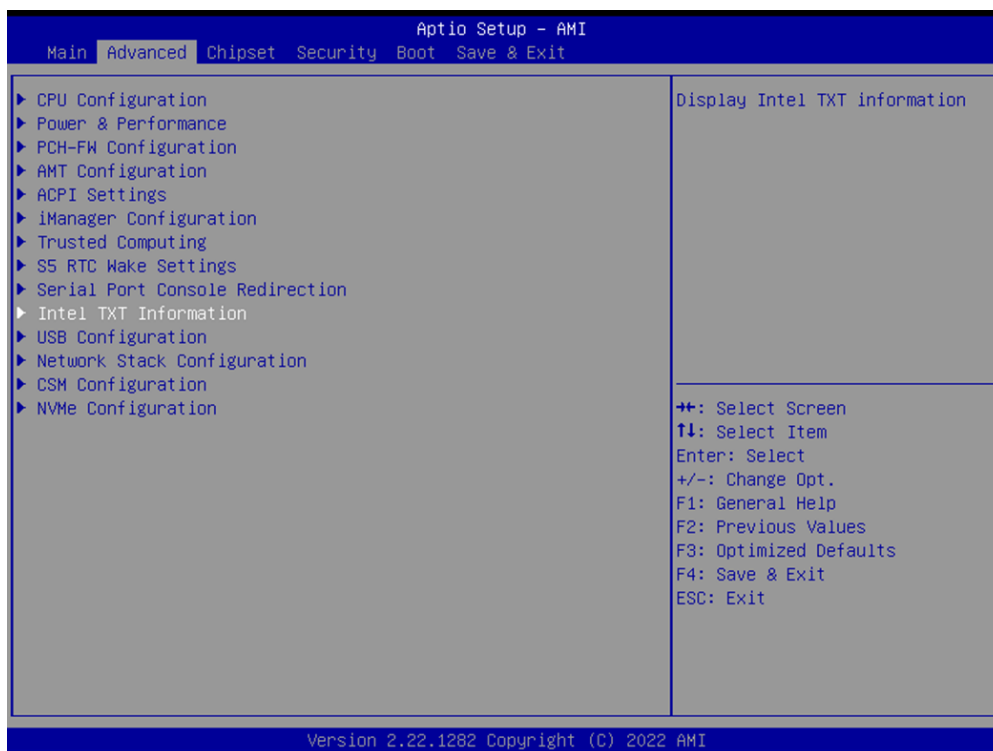 Aptio Setup – AMI
Main Advanced Chipset Security Boot Save & Exit
▶ CPU Configuration
▶ Power & Performance
▶ PCH-FW Configuration
▶ AMT Configuration
▶ ACPI Settings
▶ iManager Configuration
▶ Trusted Computing
▶ S5 RTC Wake Settings
▶ Serial Port Console Redirection
▶ Intel TXT Information
▶ USB Configuration
▶ Network Stack Configuration
▶ CSM Configuration
▶ NVMe Configuration
Display Intel TXT information
→←: Select Screen
↑↓: Select Item
Enter: Select
+/-: Change Opt.
F1: General Help
F2: Previous Values
F3: Optimized Defaults
F4: Save & Exit
ESC: Exit
Version 2.22.1282 Copyright (C) 2022 AMI